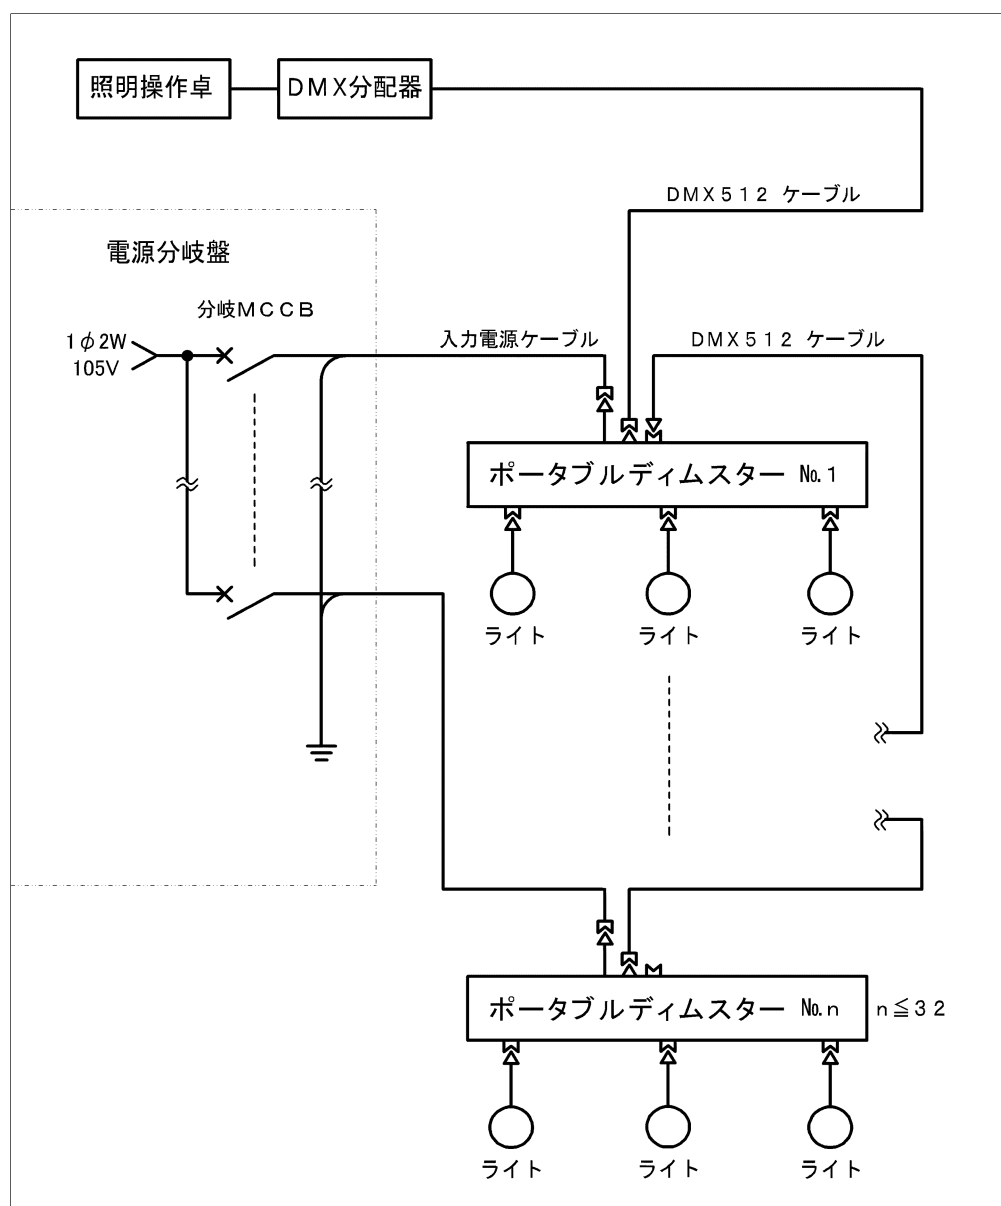 照明操作卓
DMX分配器
DMX512 ケーブル
電源分岐盤
分岐MCCB
1φ2W
105V
入力電源ケーブル
DMX512 ケーブル
ポータブルディムスター №.1
ライト
ライト
ライト
ポータブルディムスター №.n
n≦32
ライト
ライト
ライト